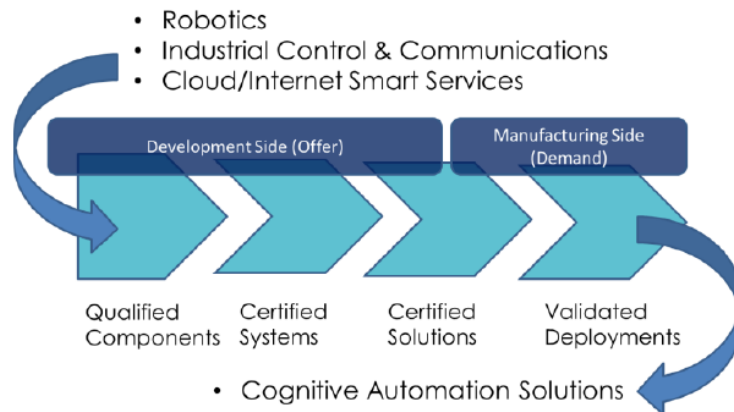 • Robotics
• Industrial Control & Communications
• Cloud/Internet Smart Services
Development Side (Offer)
Manufacturing Side
(Demand)
Qualified
Components
Certified
Systems
Certified
Solutions
Validated
Deployments
• Cognitive Automation Solutions